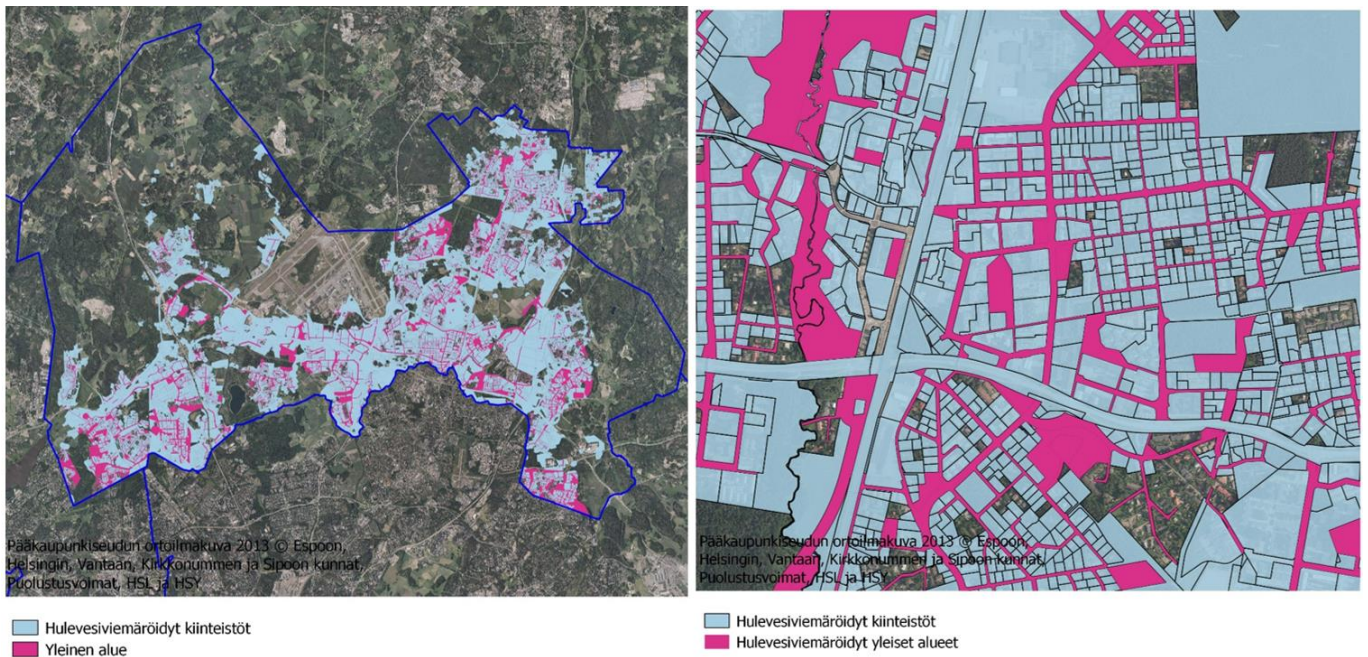 Pääkaupunkiseudun ortoilmakuva 2013 © Espoon,
Helsingin, Vantaan, Kirkkonummen ja Sipoon kunnat,
Puolustusvoimat, HSL ja HSY
Hulevesiviemäröidyt kiinteistöt
Yleinen alue
Pääkaupunkiseudun ortoilmakuva 2013 © Espoon,
Helsingin, Vantaan, Kirkkonummen ja Sipoon kunnat,
Puolustusvoimat, HSL ja HSY
Hulevesiviemäröidyt kiinteistöt
Hulevesiviemäröidyt yleiset alueet